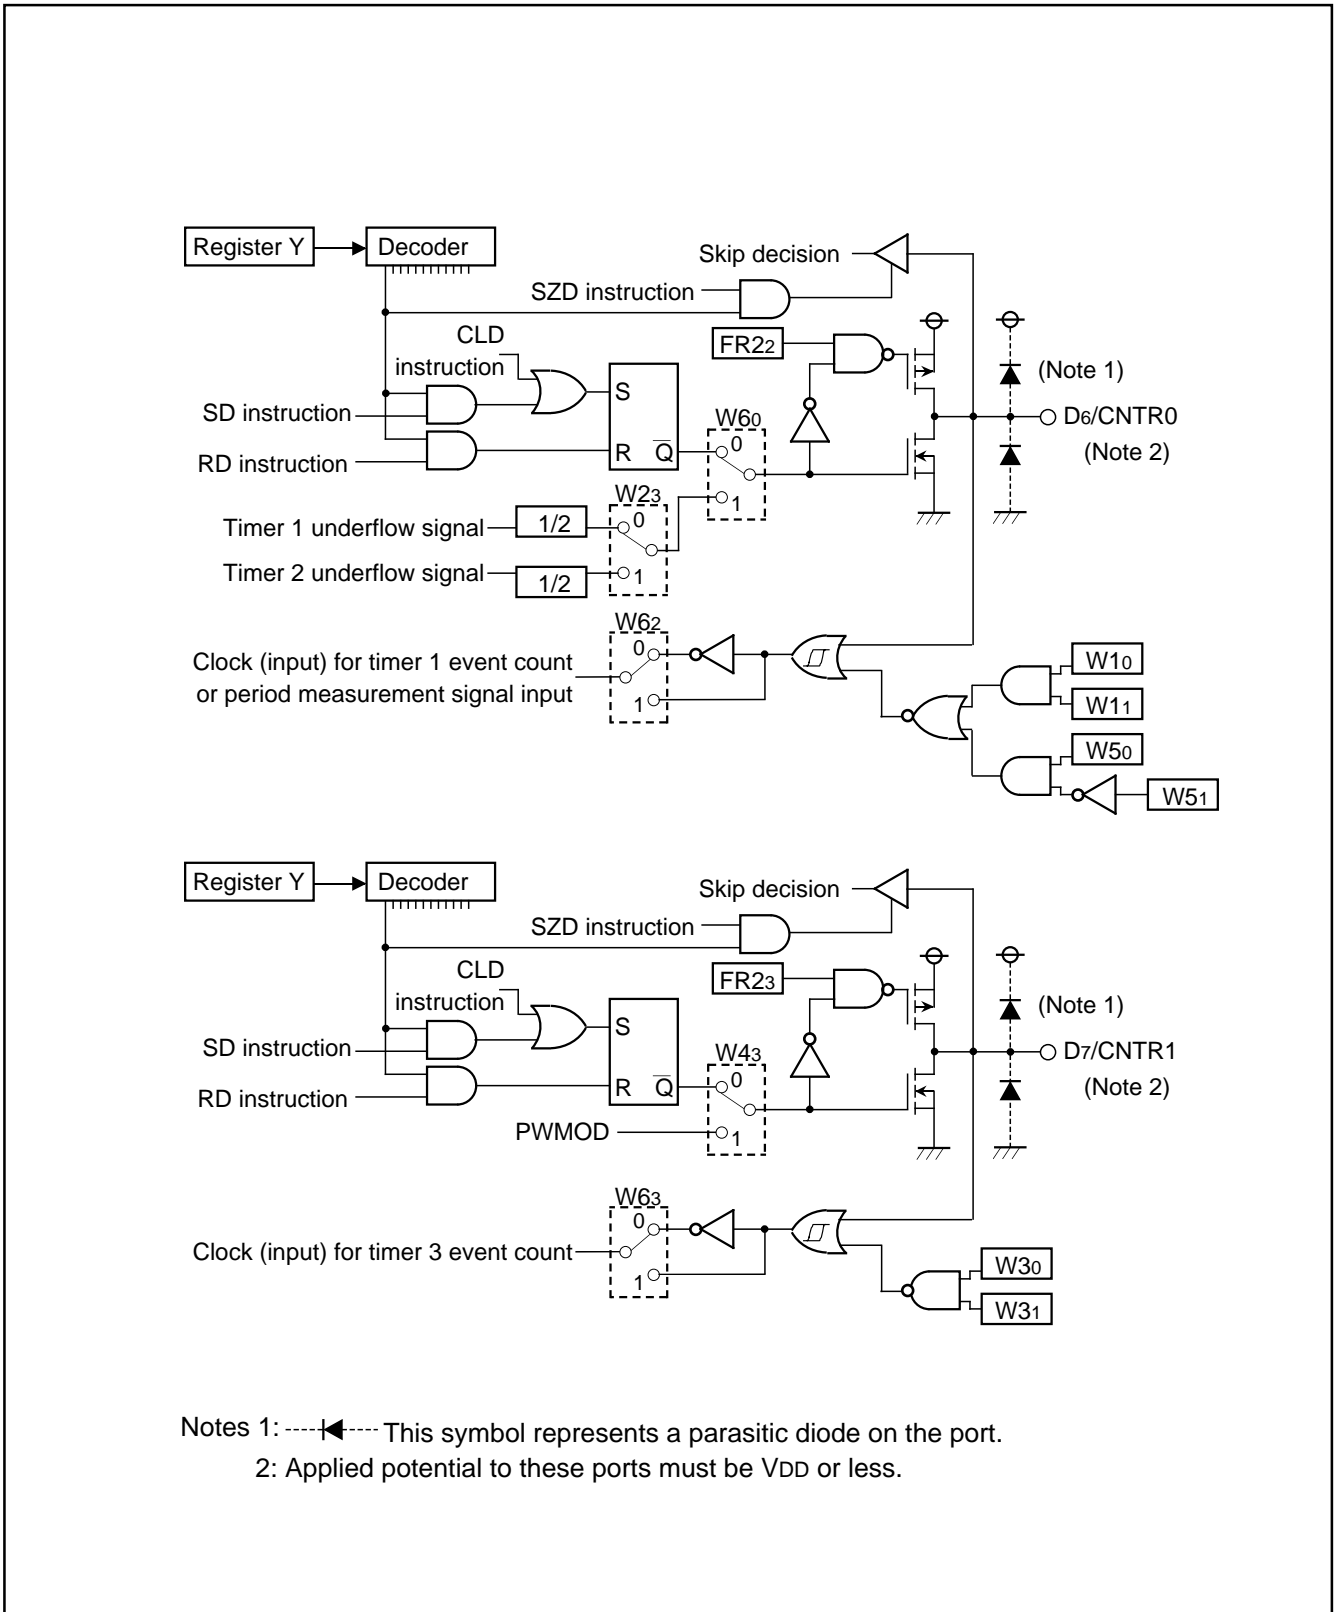 Register Y
Decoder
Skip decision
SZD instruction
CLD
instruction
FR22
(Note 1)
SD instruction
S
W60
D6/CNTR0
0
(Note 2)
RD instruction
R
Q
W23
1
Timer 1 underflow signal
1/2
0
Timer 2 underflow signal
1/2
1
W62
0
Clock (input) for timer 1 event count
or period measurement signal input
1
W10
W11
W50
W51
Register Y
Decoder
Skip decision
SZD instruction
CLD
instruction
FR23
(Note 1)
SD instruction
S
W43
D7/CNTR1
0
(Note 2)
RD instruction
R
Q
PWMOD
1
W63
0
Clock (input) for timer 3 event count
1
W30
W31
Notes 1: This symbol represents a parasitic diode on the port.
2: Applied potential to these ports must be VDD or less.